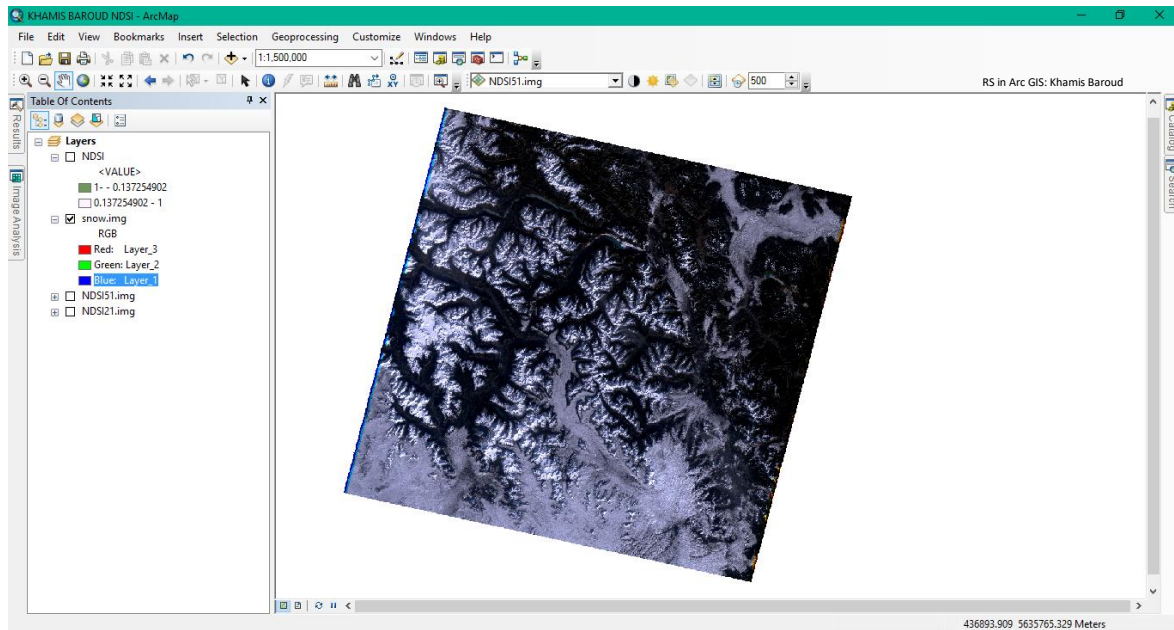 KHAMIS BAROUD NDSI - ArcMap
File Edit View Bookmarks Insert Selection Geoprocessing Customize Windows Help
1:1,500,000
NDSI51.img
500
RS in Arc GIS: Khamis Baroud
Table Of Contents
Results
Image Analysis
Catalog
Search
Layers
NDSI
<VALUE>
1- - 0.137254902
0.137254902 - 1
snow.img
RGB
Red: Layer_3
Green: Layer_2
Blue: Layer_1
NDSI51.img
NDSI21.img
436893.909 5635765.329 Meters